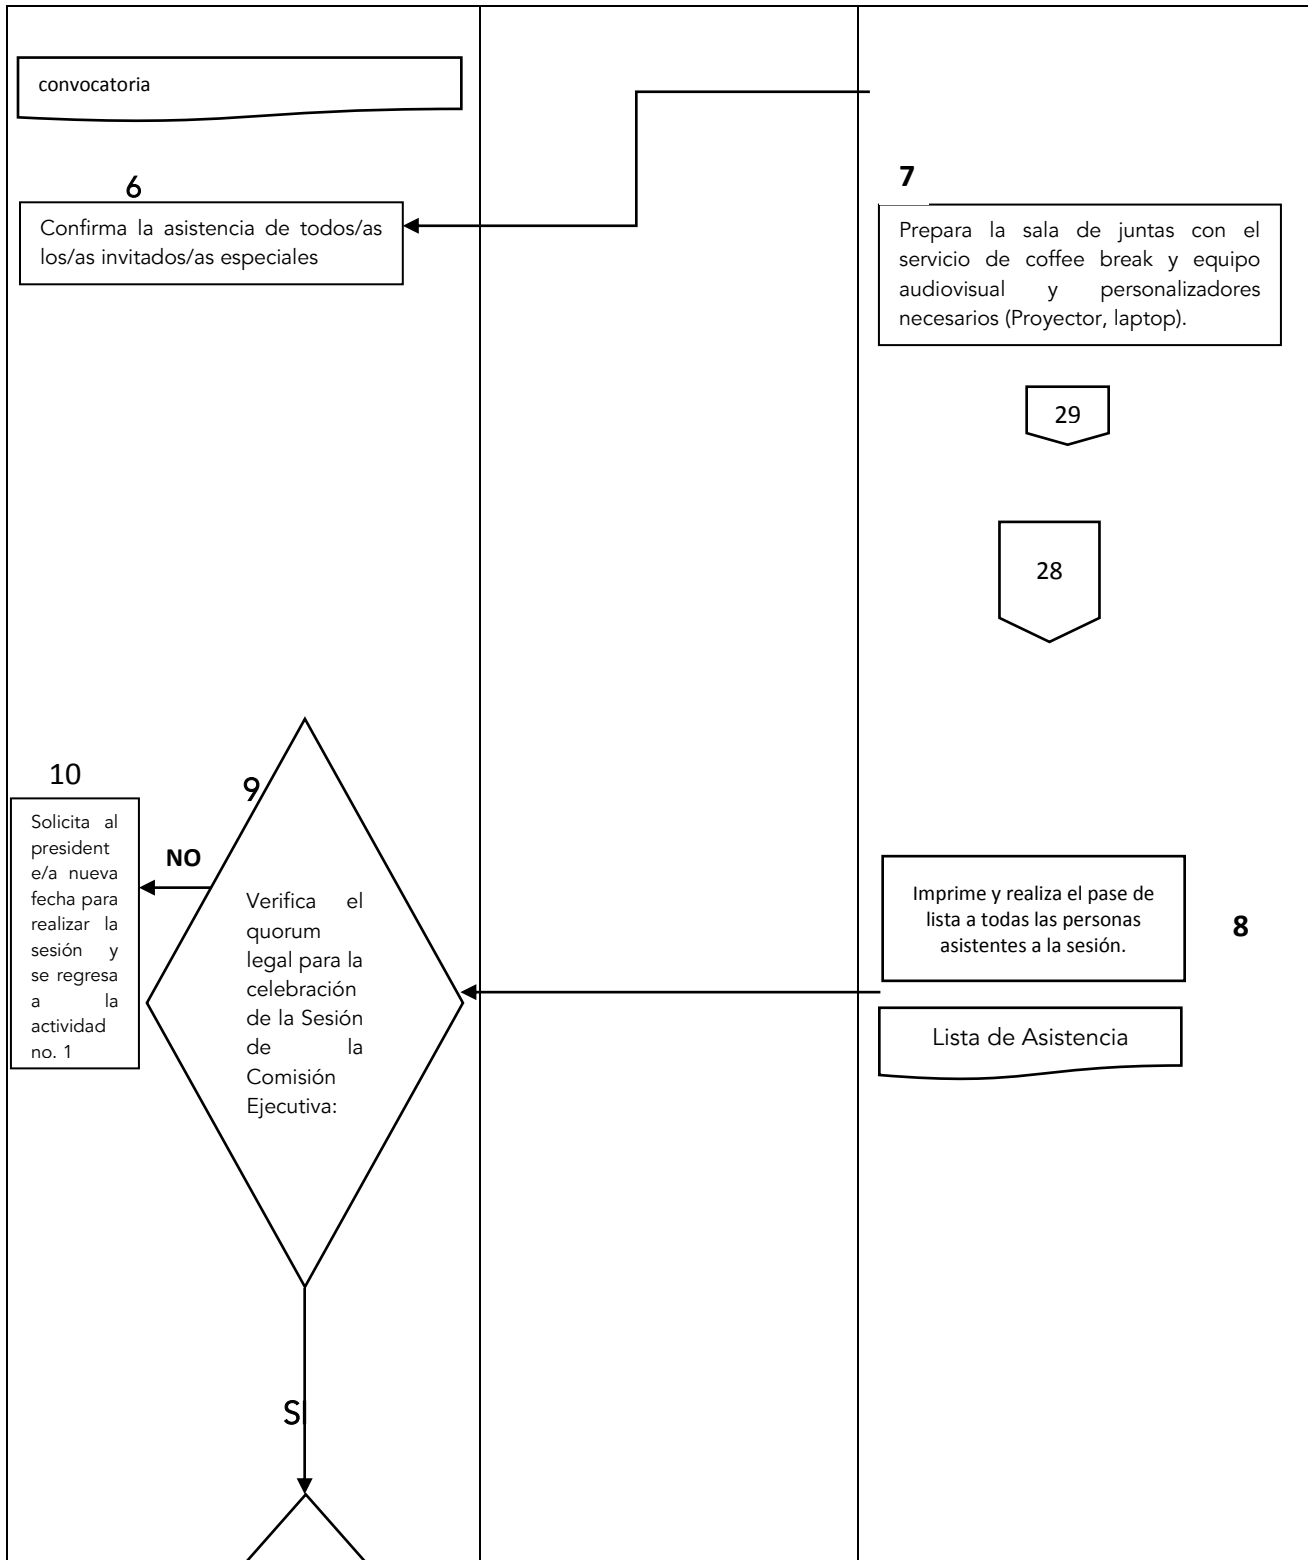 convocatoria
6
Confirma la asistencia de todos/as
los/as invitados/as especiales
7
Prepara la sala de juntas con el
servicio de coffee break y equipo
audiovisual y personalizadores
necesarios (Proyector, laptop).
29
28
10
Solicita al
president
e/a nueva
fecha para
realizar la
sesión y
se regresa
a la
actividad
no. 1
NO
9
Verifica el
quorum
legal para la
celebración
de la Sesión
de la
Comisión
Ejecutiva:
Imprime y realiza el pase de
lista a todas las personas
asistentes a la sesión.
8
Lista de Asistencia
S